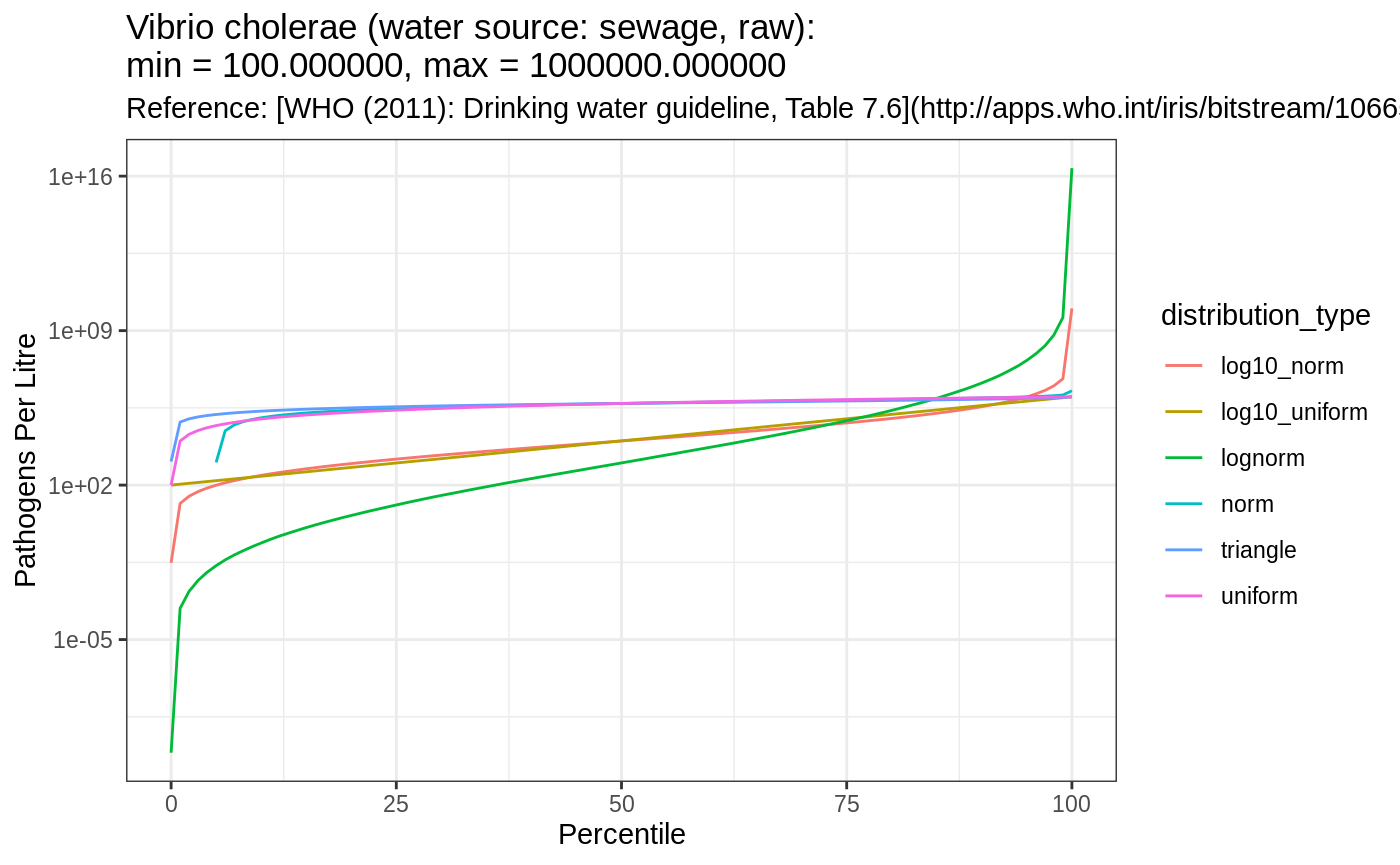 Vibrio cholerae (water source: sewage, raw):
min = 100.000000, max = 1000000.000000
Reference: [WHO (2011): Drinking water guideline, Table 7.6](http://apps.who.int/iris/bitstream/1066
Pathogens Per Litre
1e+16
1e+09
1e+02
1e-05
0 25 50 75 100
Percentile
distribution_type
log10_norm
log10_uniform
lognorm
norm
triangle
uniform